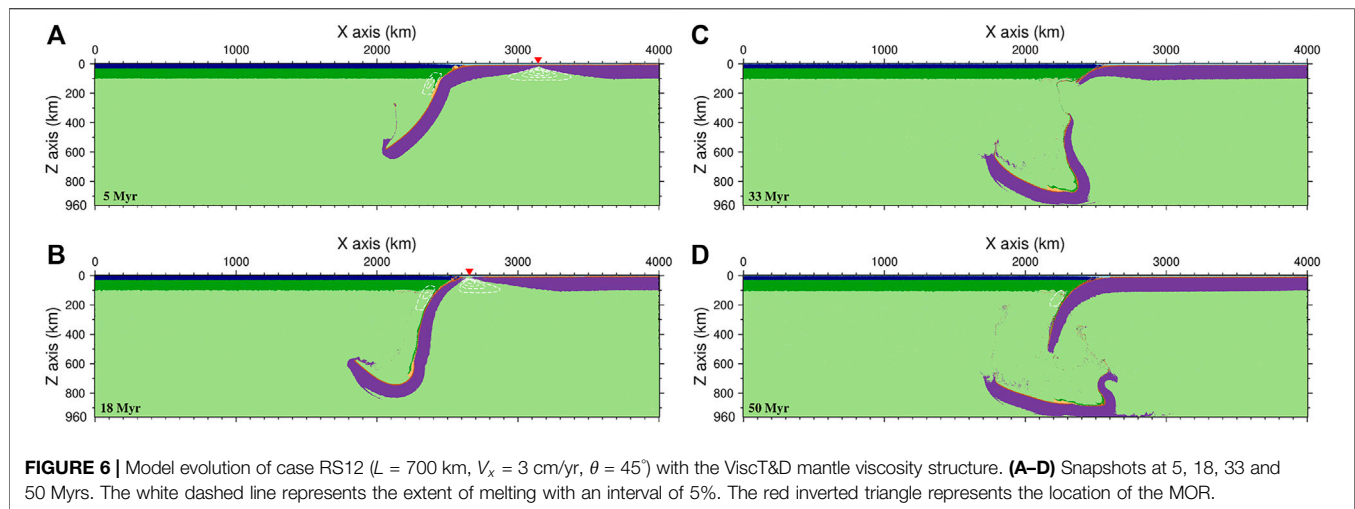 A
X axis (km)
0 1000 2000 3000 4000
Z axis (km)
0
200
400
600
800
960
5 Myr
B
X axis (km)
0 1000 2000 3000 4000
Z axis (km)
0
200
400
600
800
960
18 Myr
C
X axis (km)
0 1000 2000 3000 4000
Z axis (km)
0
200
400
600
800
960
33 Myr
D
X axis (km)
0 1000 2000 3000 4000
Z axis (km)
0
200
400
600
800
960
50 Myr
FIGURE 6 | Model evolution of case RS12 (L = 700 km, Vₓ = 3 cm/yr, θ = 45°) with the ViscT&D mantle viscosity structure. (A–D) Snapshots at 5, 18, 33 and
50 Myrs. The white dashed line represents the extent of melting with an interval of 5%. The red inverted triangle represents the location of the MOR.